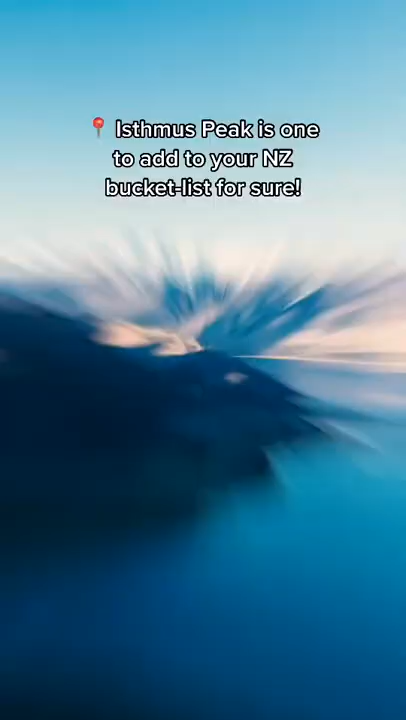 📍 Isthmus Peak is one
to add to your NZ
bucket-list for sure!